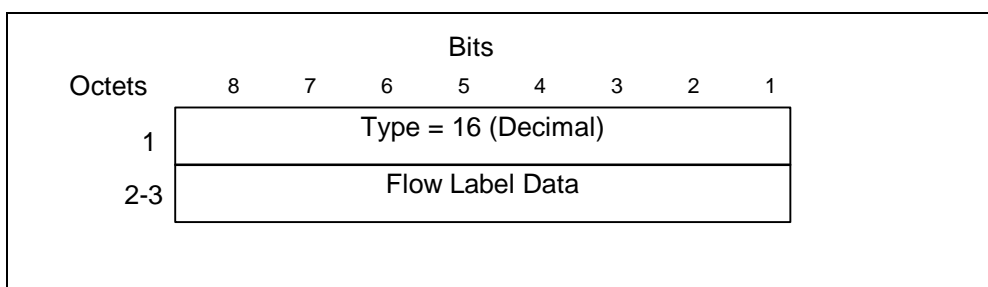 Bits
Octets 8 7 6 5 4 3 2 1
1 Type = 16 (Decimal)
2-3 Flow Label Data